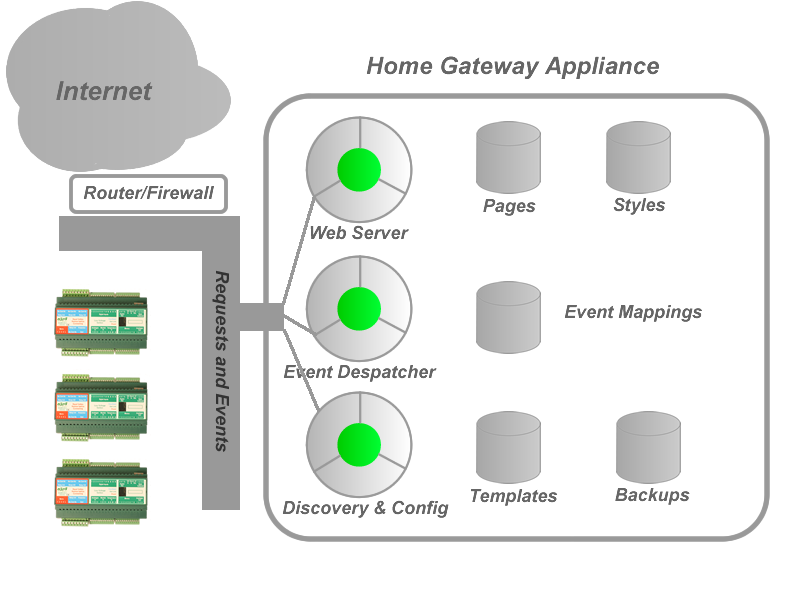 Home Gateway Appliance
Internet
Router/Firewall
Requests and Events
Web Server
Pages
Styles
Event Despatcher
Event Mappings
Discovery & Config
Templates
Backups